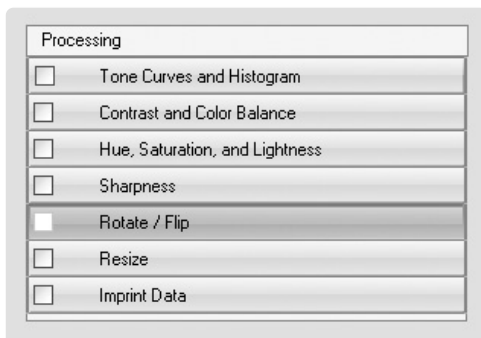 Processing
Tone Curves and Histogram
Contrast and Color Balance
Hue, Saturation, and Lightness
Sharpness
Rotate / Flip
Resize
Imprint Data